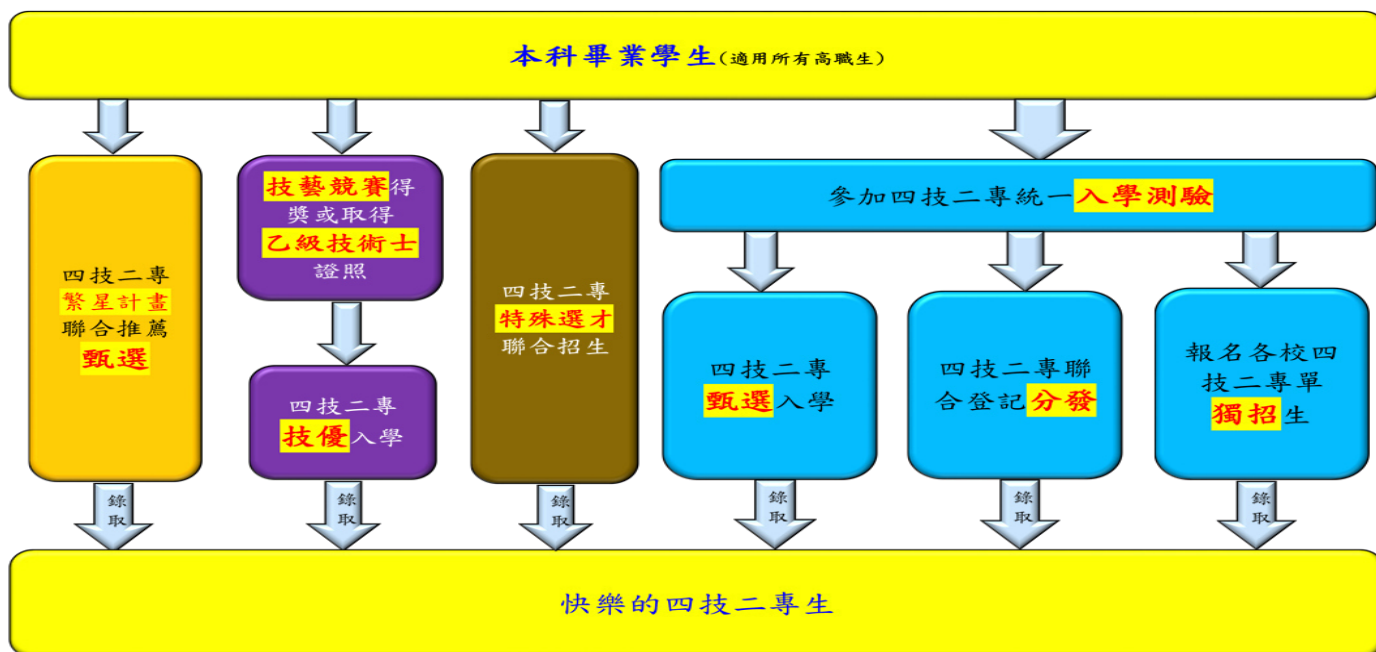 本科畢業學生(適用所有高職生)
四技二專
繁星計畫
聯合推薦
甄選
技藝競賽得
獎或取得
乙級技術士
證照
四技二專
技優入學
四技二專
特殊選才
聯合招生
參加四技二專統一入學測驗
四技二專
甄選入學
四技二專聯
合登記分發
報名各校四
技二專單
獨招生
錄
取
錄
取
錄
取
錄
取
錄
取
錄
取
快樂的四技二專生